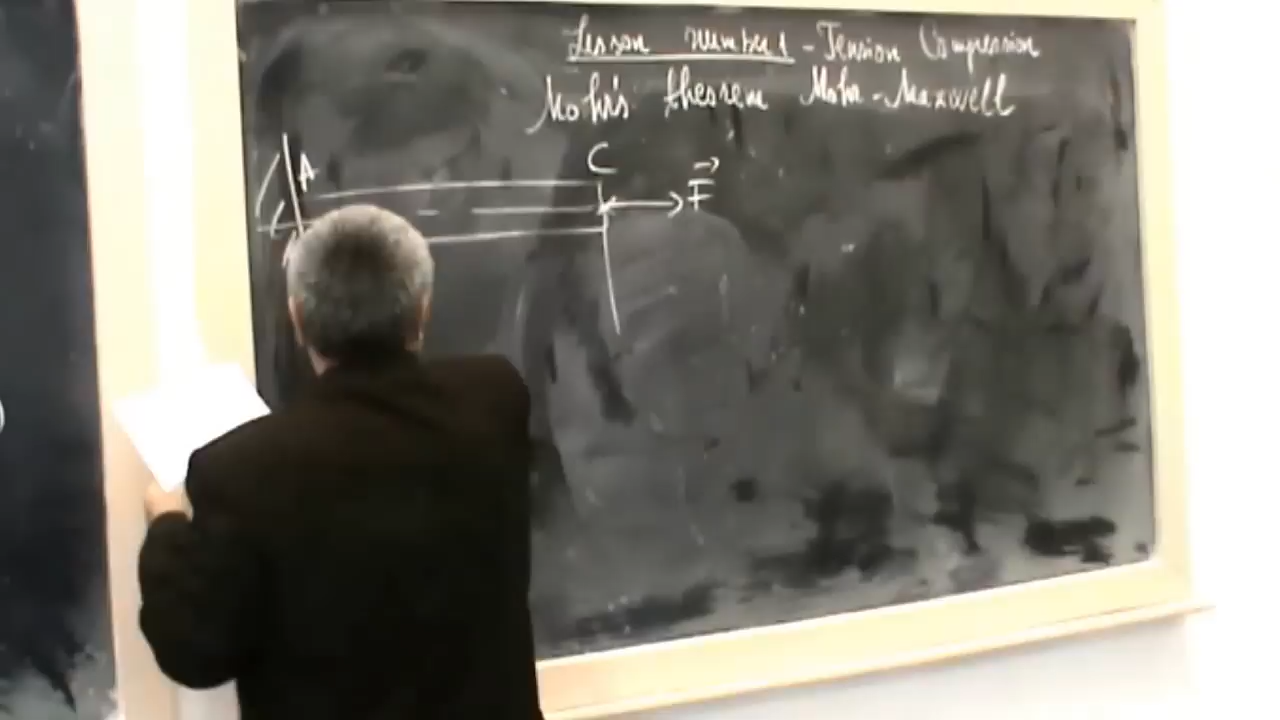 Lesson number 1 - Tension Compression
Mohr's theorem Mohr-Maxwell
A
C
F